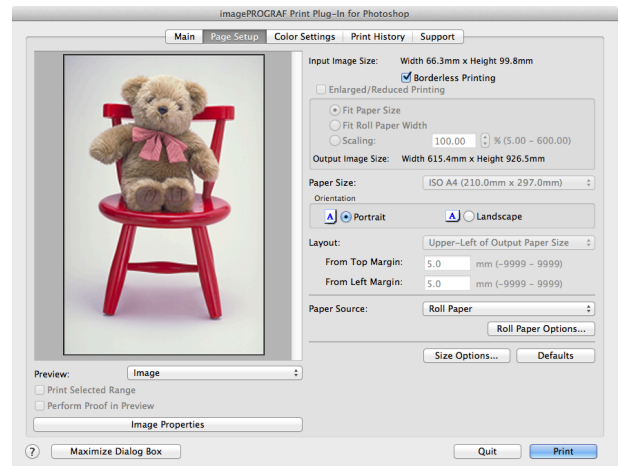 imagePROGRAF Print Plug-In for Photoshop
Main Page Setup Color Settings Print History Support
Input Image Size: Width 66.3mm x Height 99.8mm
Borderless Printing
Enlarged/Reduced Printing
Fit Paper Size
Fit Roll Paper Width
Scaling: 100.00 % (5.00 - 600.00)
Output Image Size: Width 615.4mm x Height 926.5mm
Paper Size: ISO A4 (210.0mm x 297.0mm)
Orientation
A Portrait A Landscape
Layout: Upper-Left of Output Paper Size
From Top Margin: 5.0 mm (-9999 - 9999)
From Left Margin: 5.0 mm (-9999 - 9999)
Paper Source: Roll Paper
Roll Paper Options...
Size Options... Defaults
Preview: Image
Print Selected Range
Perform Proof in Preview
Image Properties
? Maximize Dialog Box Quit Print